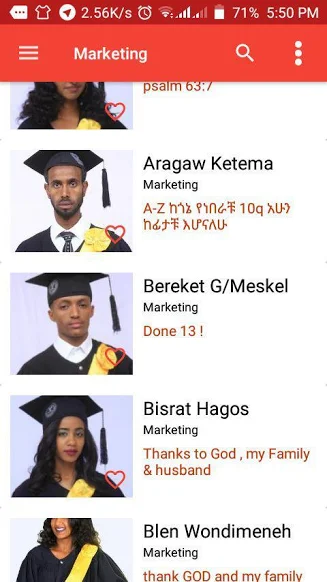 2.56K/s 71% 5:50 PM
Marketing
psalm 63:7
Aragaw Ketema
Marketing
A-Z ከጎኔ የነበራቹ 10q አሁን
ከፊታቹ እሆናለሁ
Bereket G/Meskel
Marketing
Done 13 !
Bisrat Hagos
Marketing
Thanks to God , my Family
& husband
Blen Wondimeneh
Marketing
thank GOD and my family